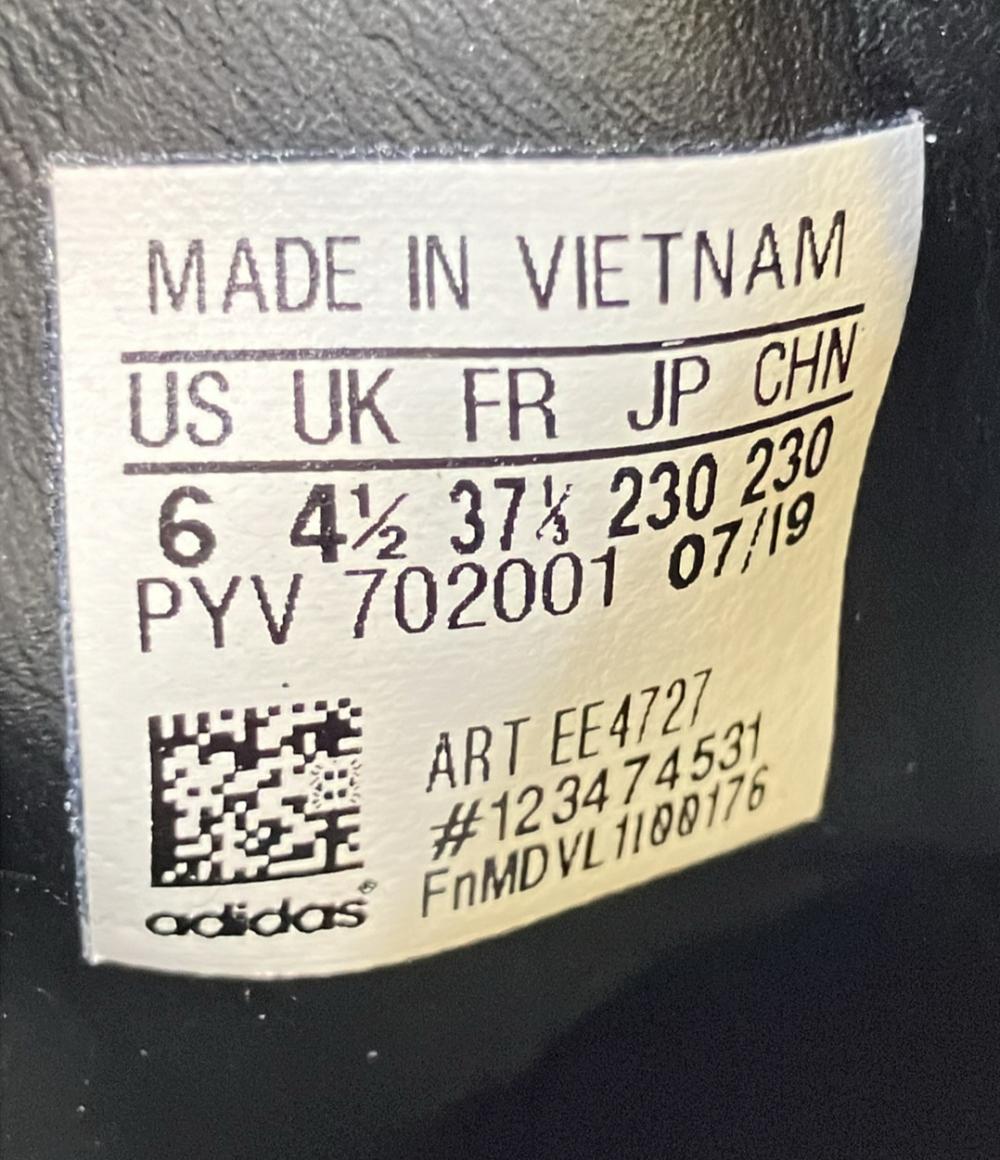 MADE IN VIETNAM
US UK FR JP CHN
6 4½ 37⅓ 230 230
PYV 702001 07/19
ART EE4727
#123474531
FnMDVL1I00176
adidas®